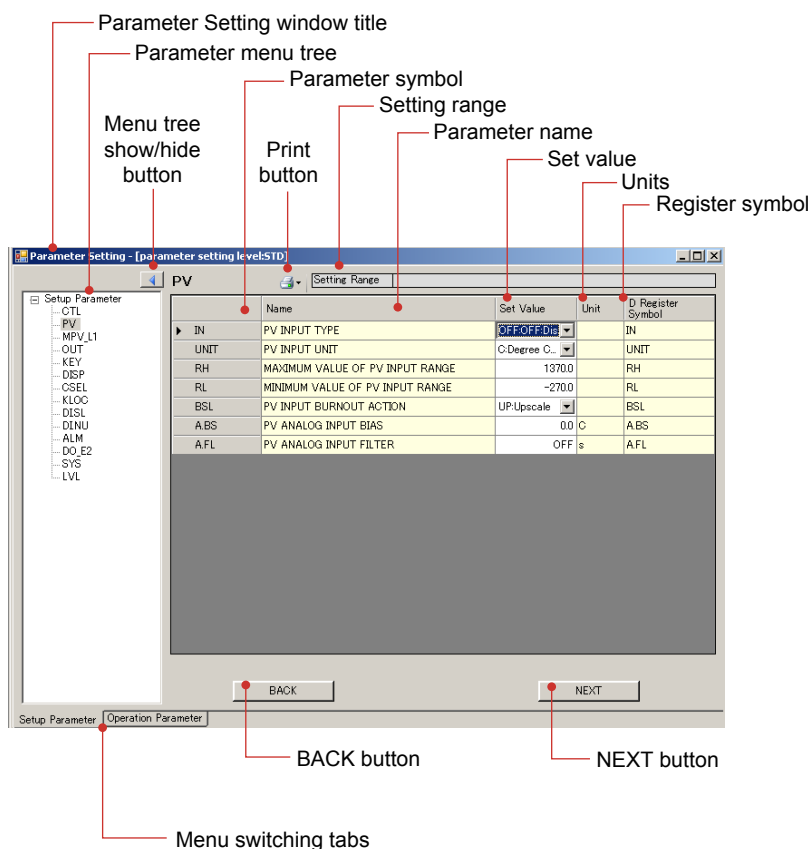 Parameter Setting window title
Parameter menu tree
Parameter symbol
Setting range
Parameter name
Menu tree
show/hide
button
Print
button
Set value
Units
Register symbol
Parameter Setting - [parameter setting level:STD]
PV
Setting Range
Setup Parameter
CTL
PV
MPV_L1
OUT
KEY
DISP
CSEL
KLOC
DISL
DINU
ALM
DO_E2
SYS
LVL
Name Set Value Unit D Register Symbol
IN PV INPUT TYPE OFF:OFF:Dis IN
UNIT PV INPUT UNIT C:Degree C... UNIT
RH MAXIMUM VALUE OF PV INPUT RANGE 1370.0 RH
RL MINIMUM VALUE OF PV INPUT RANGE -270.0 RL
BSL PV INPUT BURNOUT ACTION UP:Upscale BSL
A.BS PV ANALOG INPUT BIAS 0.0 C A.BS
A.FL PV ANALOG INPUT FILTER OFF s A.FL
BACK NEXT
Setup Parameter Operation Parameter
BACK button
NEXT button
Menu switching tabs